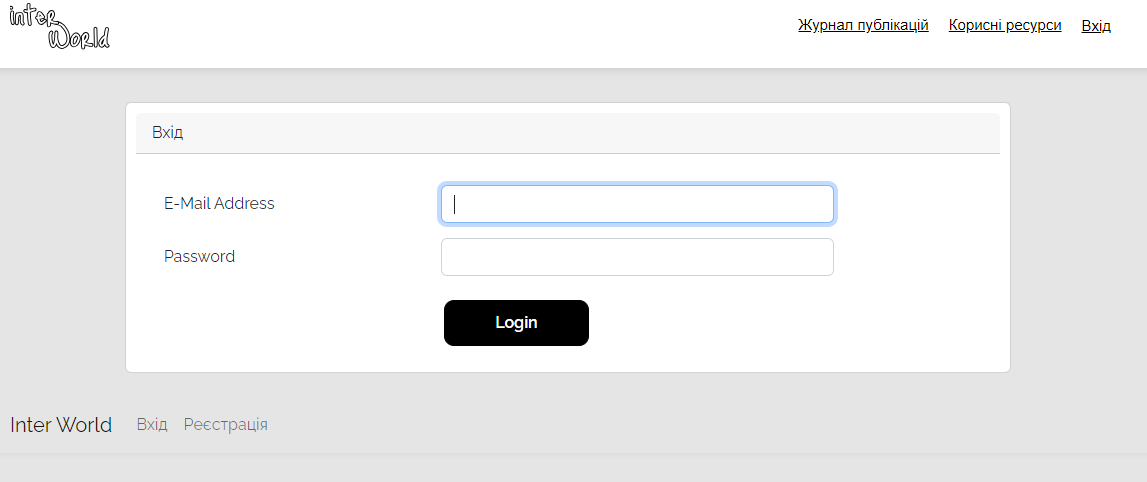 inter
World
Журнал публікацій Корисні ресурси Вхід
Вхід
E-Mail Address
Password
Login
Inter World Вхід Реєстрація